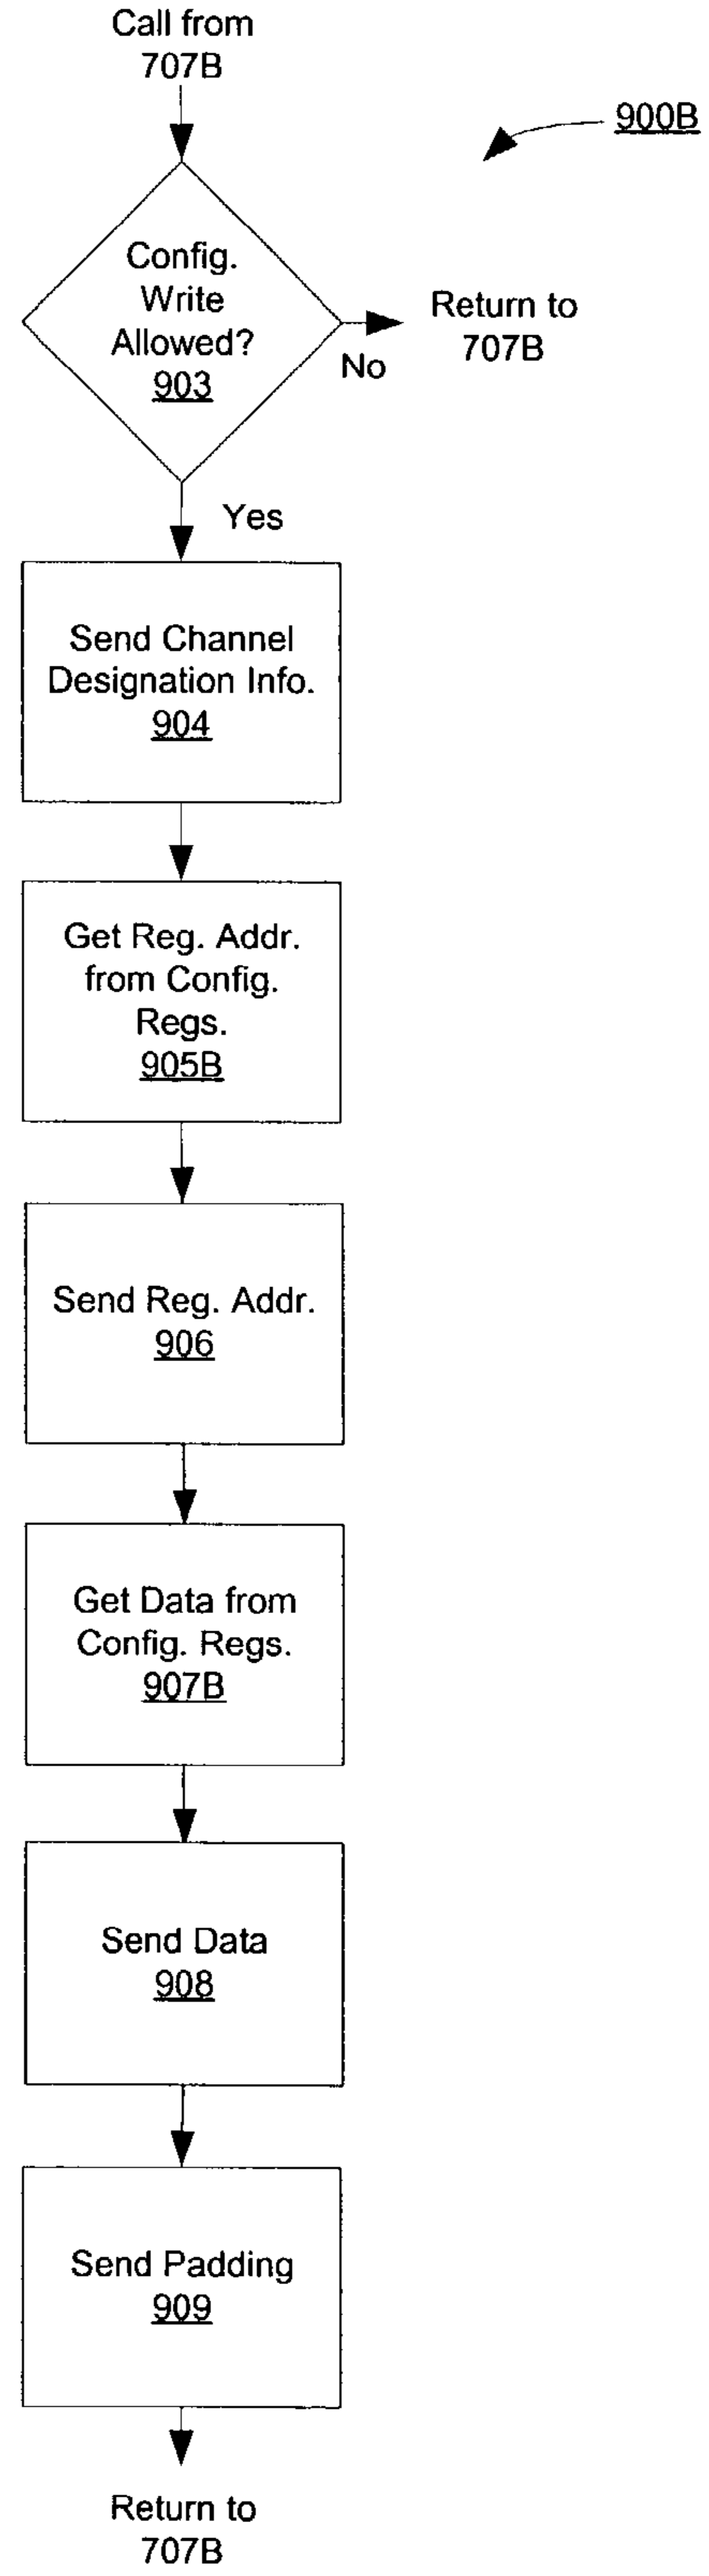 Call from
707B
900B
Config.
Write
Allowed?
903
No
Return to
707B
Yes
Send Channel
Designation Info.
904
Get Reg. Addr.
from Config.
Regs.
905B
Send Reg. Addr.
906
Get Data from
Config. Regs.
907B
Send Data
908
Send Padding
909
Return to
707B